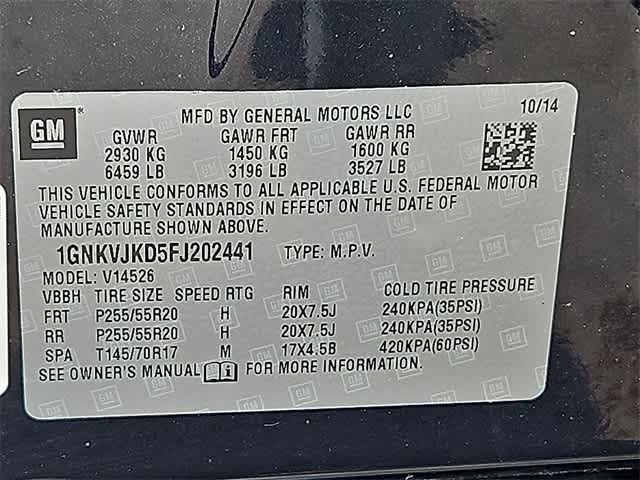 MFD BY GENERAL MOTORS LLC 10/14
GM
GVWR GAWR FRT GAWR RR
2930 KG 1450 KG 1600 KG
6459 LB 3196 LB 3527 LB
THIS VEHICLE CONFORMS TO ALL APPLICABLE U.S. FEDERAL MOTOR
VEHICLE SAFETY STANDARDS IN EFFECT ON THE DATE OF
MANUFACTURE SHOWN ABOVE.
1GNKVJKD5FJ202441 TYPE: M.P.V.
MODEL: V14526
VBBH TIRE SIZE SPEED RTG RIM COLD TIRE PRESSURE
FRT P255/55R20 H 20X7.5J 240KPA(35PSI)
RR P255/55R20 H 20X7.5J 240KPA(35PSI)
SPA T145/70R17 M 17X4.5B 420KPA(60PSI)
SEE OWNER'S MANUAL FOR MORE INFORMATION.